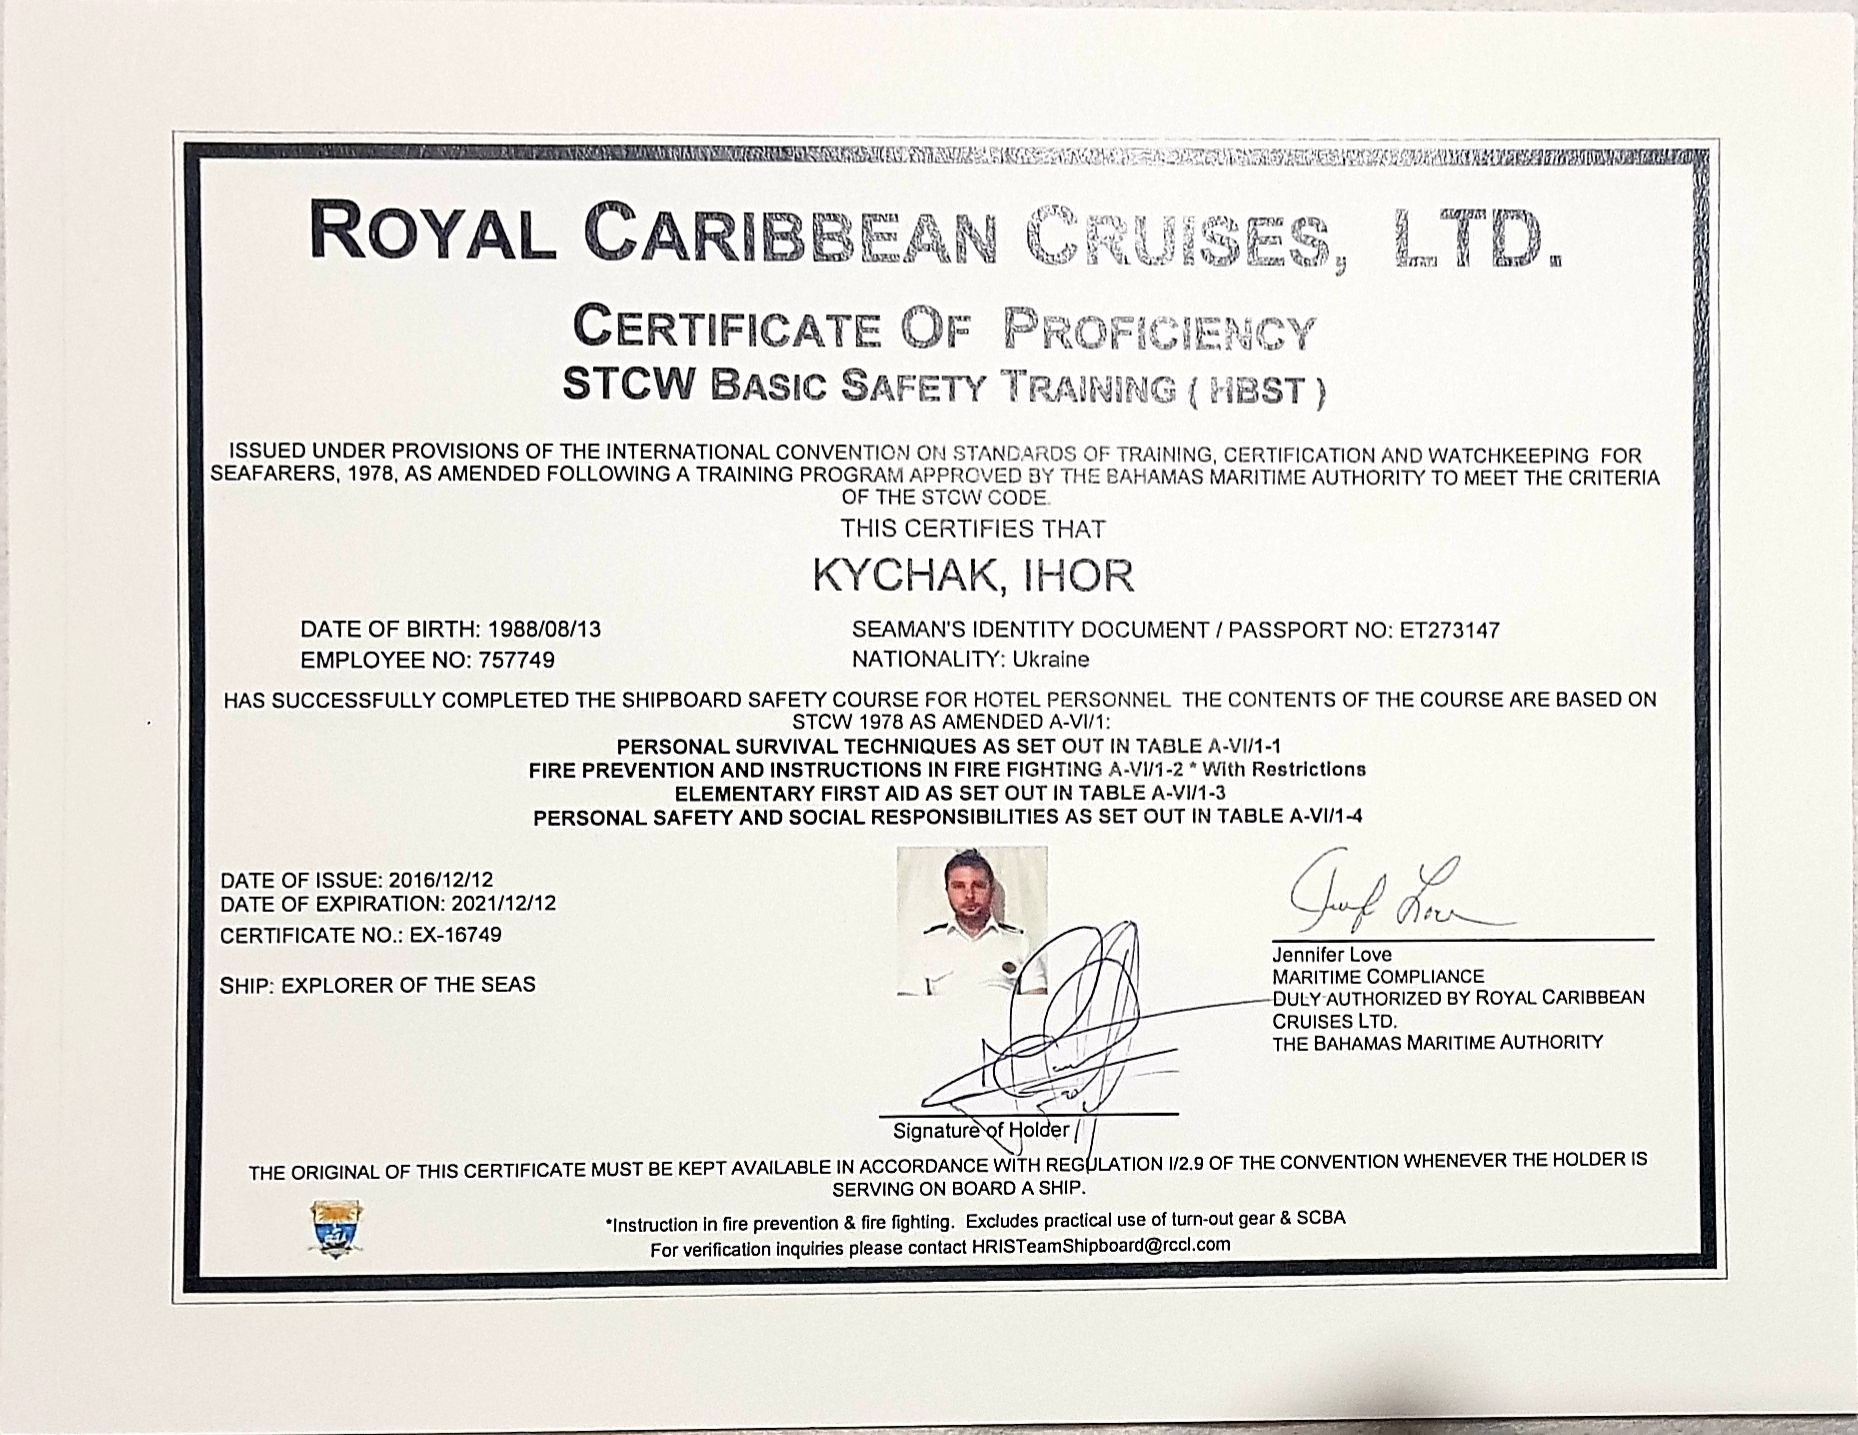 ROYAL CARIBBEAN CRUISES, LTD.
CERTIFICATE OF PROFICIENCY
STCW BASIC SAFETY TRAINING ( HBST )
ISSUED UNDER PROVISIONS OF THE INTERNATIONAL CONVENTION ON STANDARDS OF TRAINING, CERTIFICATION AND WATCHKEEPING FOR
SEAFARERS, 1978, AS AMENDED FOLLOWING A TRAINING PROGRAM APPROVED BY THE BAHAMAS MARITIME AUTHORITY TO MEET THE CRITERIA
OF THE STCW CODE.
THIS CERTIFIES THAT
KYCHAK, IHOR
DATE OF BIRTH: 1988/08/13 SEAMAN'S IDENTITY DOCUMENT / PASSPORT NO: ET273147
EMPLOYEE NO: 757749 NATIONALITY: Ukraine
HAS SUCCESSFULLY COMPLETED THE SHIPBOARD SAFETY COURSE FOR HOTEL PERSONNEL THE CONTENTS OF THE COURSE ARE BASED ON
STCW 1978 AS AMENDED A-VI/1:
PERSONAL SURVIVAL TECHNIQUES AS SET OUT IN TABLE A-VI/1-1
FIRE PREVENTION AND INSTRUCTIONS IN FIRE FIGHTING A-VI/1-2 * With Restrictions
ELEMENTARY FIRST AID AS SET OUT IN TABLE A-VI/1-3
PERSONAL SAFETY AND SOCIAL RESPONSIBILITIES AS SET OUT IN TABLE A-VI/1-4
DATE OF ISSUE: 2016/12/12
DATE OF EXPIRATION: 2021/12/12
CERTIFICATE NO.: EX-16749
SHIP: EXPLORER OF THE SEAS
Jennifer Love
MARITIME COMPLIANCE
DULY AUTHORIZED BY ROYAL CARIBBEAN
CRUISES LTD.
THE BAHAMAS MARITIME AUTHORITY
Signature of Holder
THE ORIGINAL OF THIS CERTIFICATE MUST BE KEPT AVAILABLE IN ACCORDANCE WITH REGULATION I/2.9 OF THE CONVENTION WHENEVER THE HOLDER IS
SERVING ON BOARD A SHIP.
*Instruction in fire prevention & fire fighting. Excludes practical use of turn-out gear & SCBA
For verification inquiries please contact HRISTeamShipboard@rccl.com